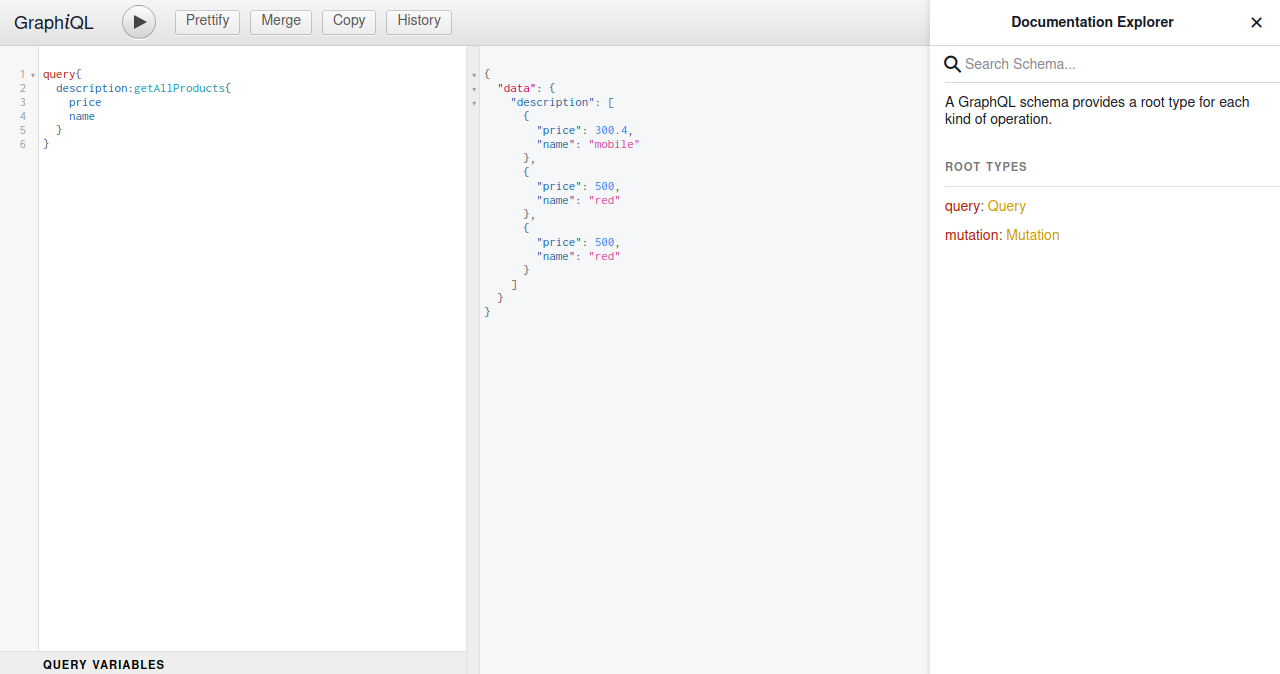 GraphiQL
Prettify
Merge
Copy
History
1 query{
2 description:getAllProducts{
3 price
4 name
5 }
6 }
QUERY VARIABLES
{
"data": {
"description": [
{
"price": 300.4,
"name": "mobile"
},
{
"price": 500,
"name": "red"
},
{
"price": 500,
"name": "red"
}
]
}
}
Documentation Explorer
✕
Search Schema...
A GraphQL schema provides a root type for each
kind of operation.
ROOT TYPES
query: Query
mutation: Mutation